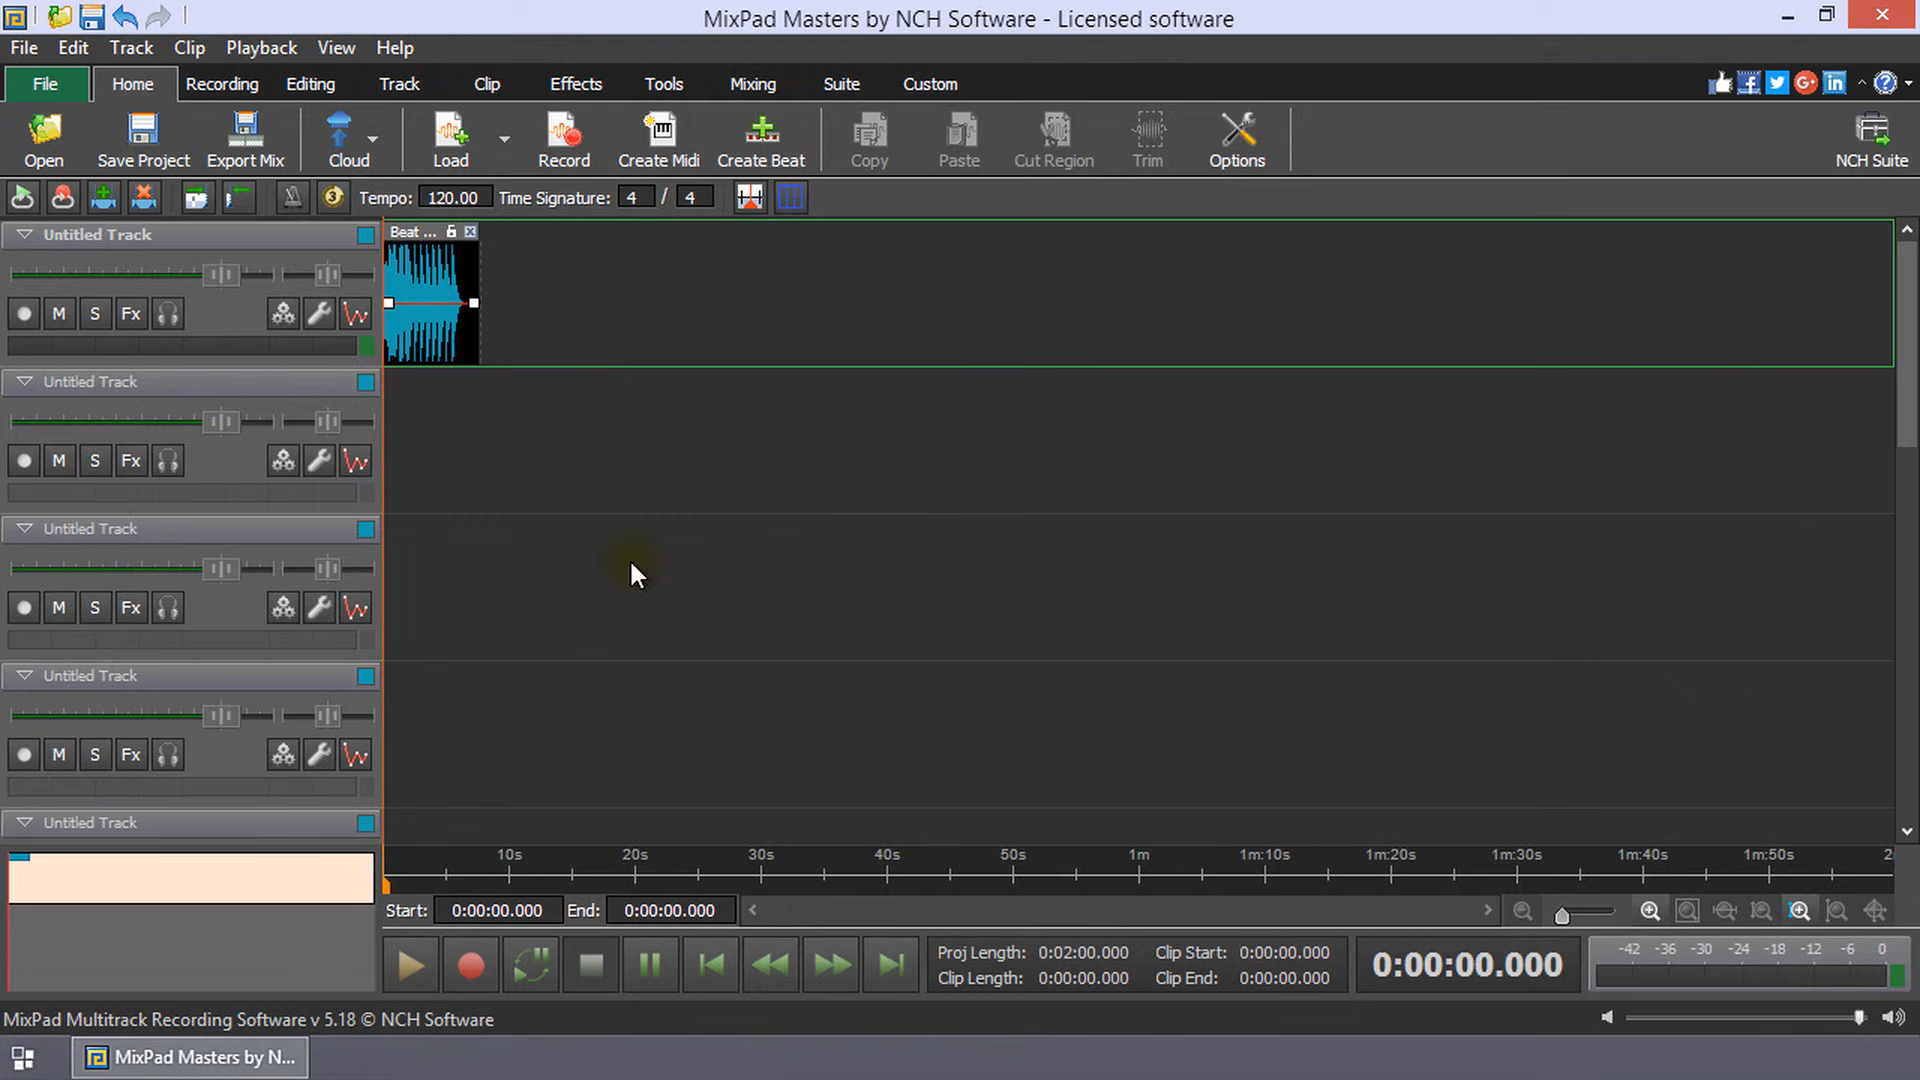 MixPad Masters by NCH Software - Licensed software
File Edit Track Clip Playback View Help
File Home Recording Editing Track Clip Effects Tools Mixing Suite Custom
Open Save Project Export Mix Cloud Load Record Create Midi Create Beat Copy Paste Cut Region Trim Options NCH Suite
Tempo: 120.00 Time Signature: 4 / 4
Untitled Track
Beat ...
M S Fx
Untitled Track
M S Fx
Untitled Track
M S Fx
Untitled Track
M S Fx
Untitled Track
10s 20s 30s 40s 50s 1m 1m:10s 1m:20s 1m:30s 1m:40s 1m:50s 2
Start: 0:00:00.000 End: 0:00:00.000
Proj Length: 0:02:00.000 Clip Start: 0:00:00.000
Clip Length: 0:00:00.000 Clip End: 0:00:00.000
0:00:00.000
-42 -36 -30 -24 -18 -12 -6 0
MixPad Multitrack Recording Software v 5.18 © NCH Software
MixPad Masters by N...